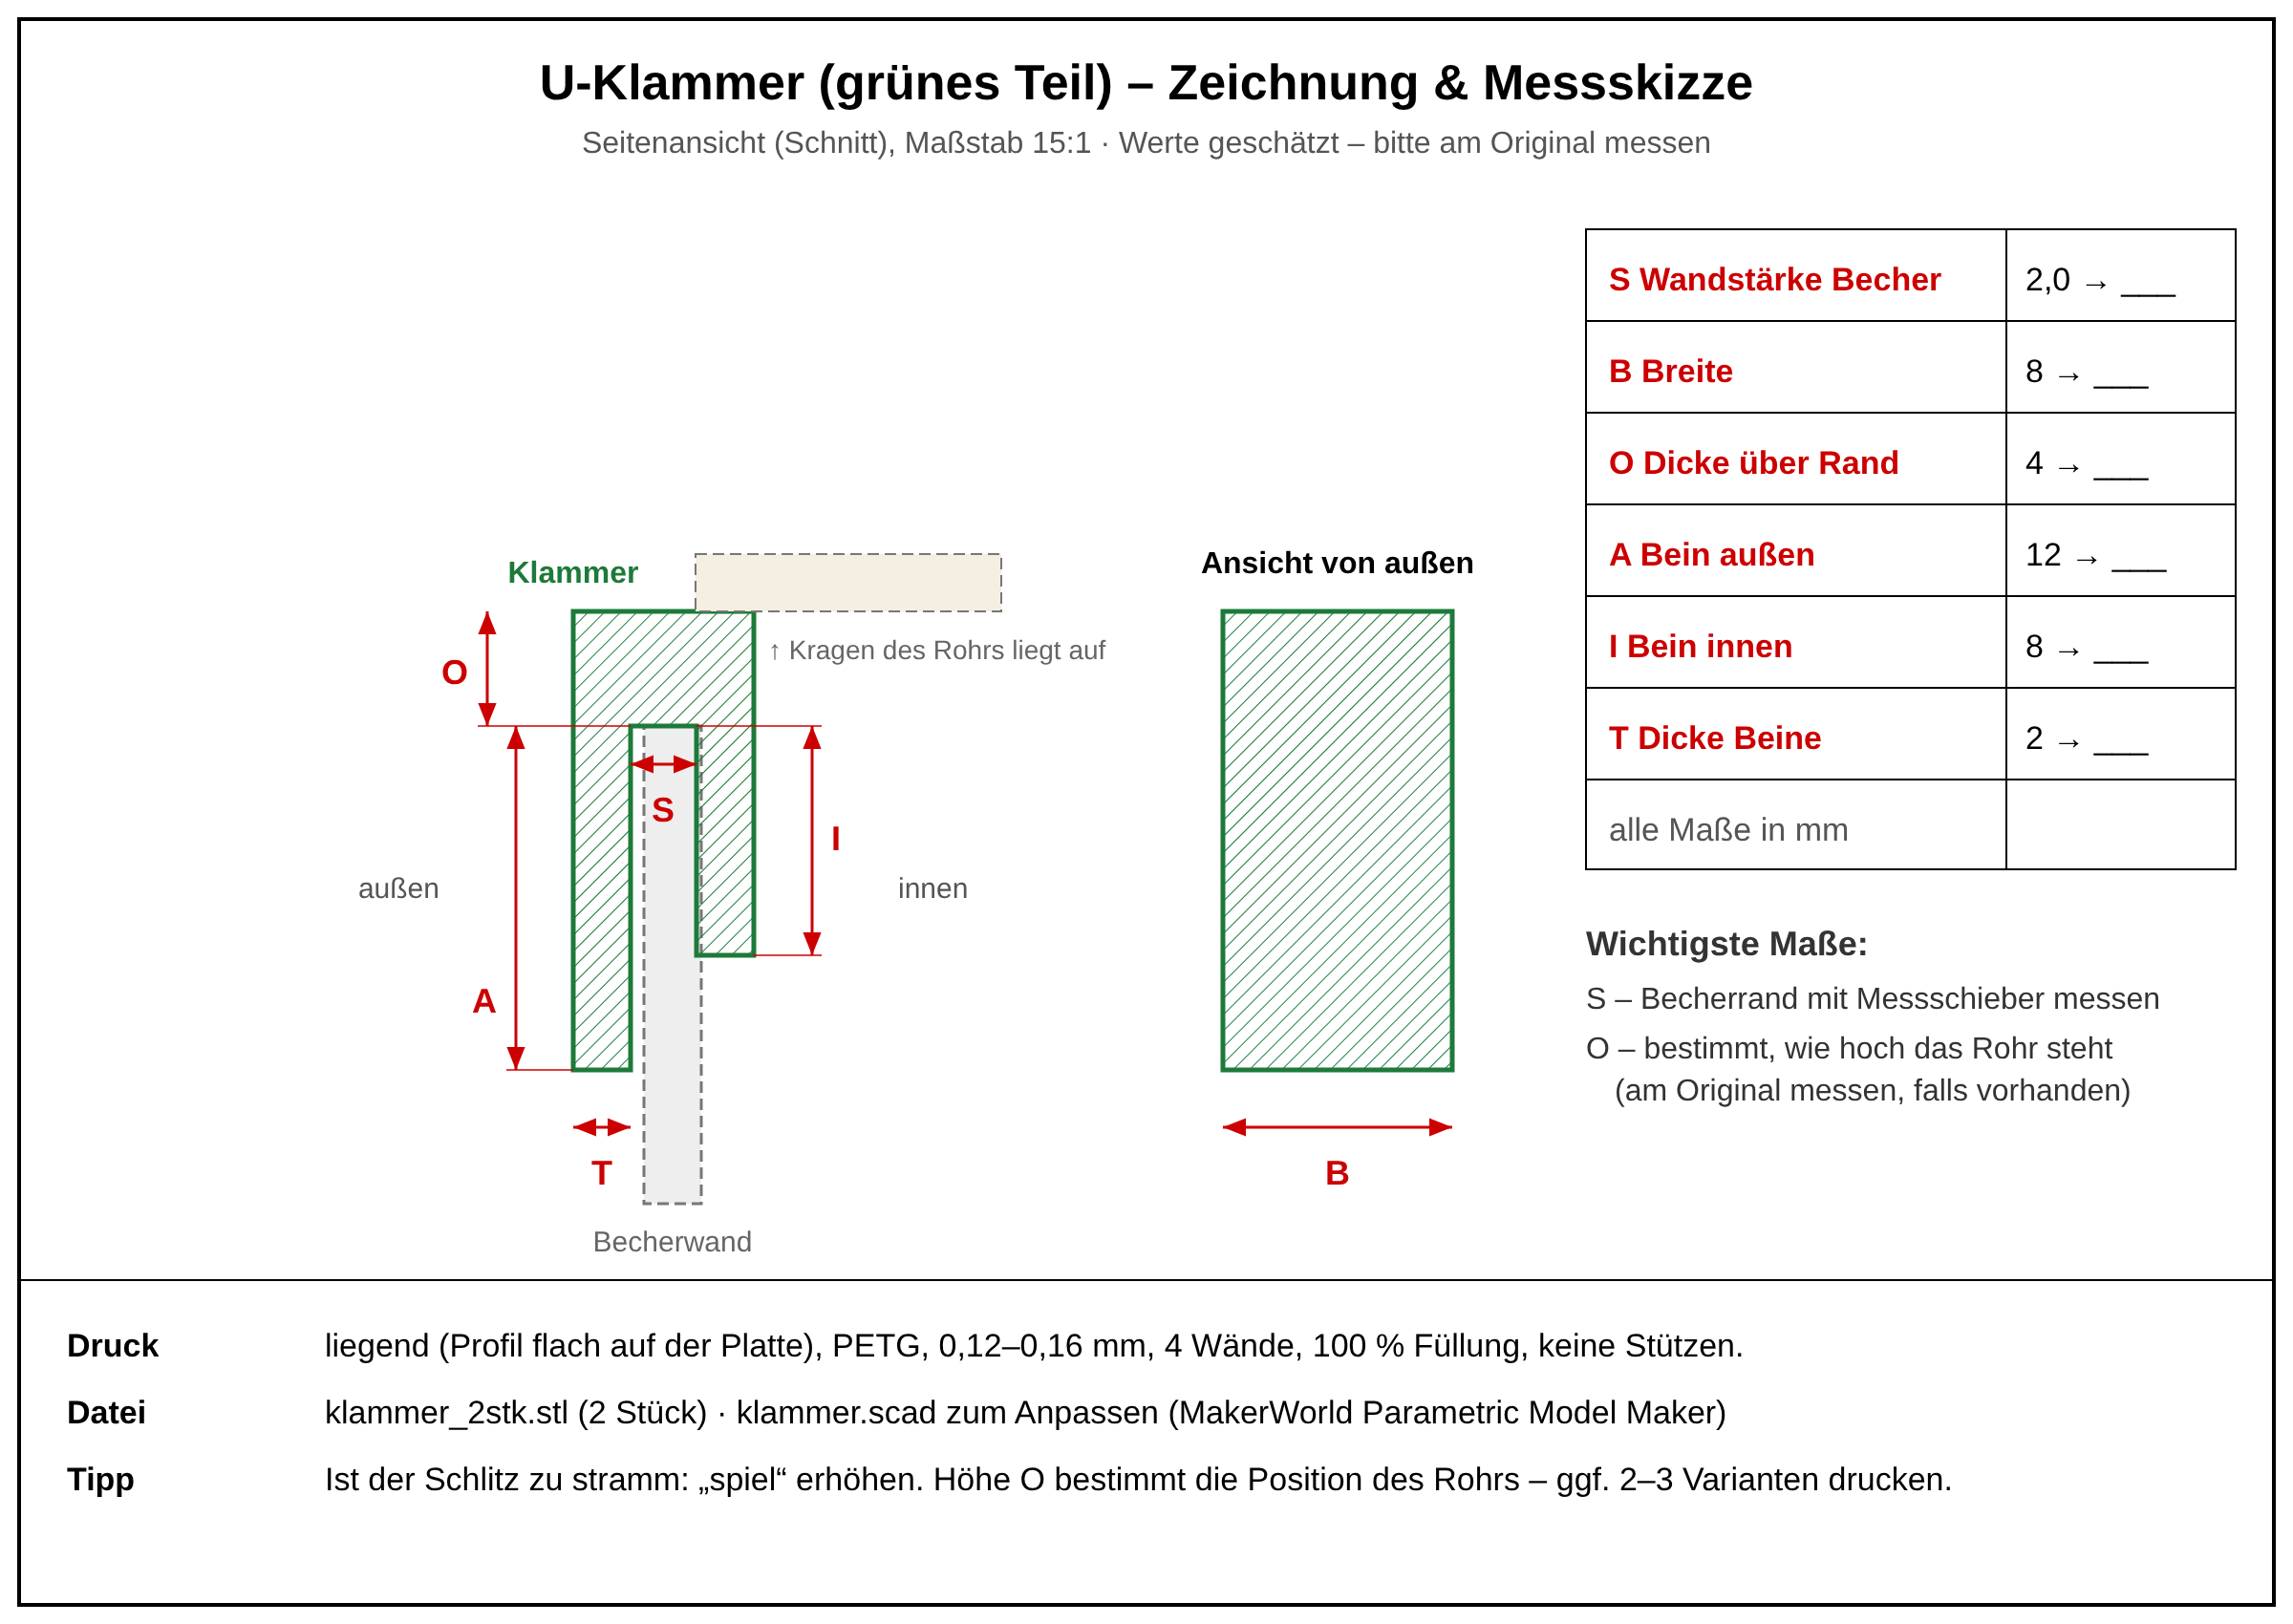 U-Klammer (grünes Teil) – Zeichnung & Messskizze
Seitenansicht (Schnitt), Maßstab 15:1 · Werte geschätzt – bitte am Original messen
S Wandstärke Becher 2,0 → ___
B Breite 8 → ___
O Dicke über Rand 4 → ___
A Bein außen 12 → ___
I Bein innen 8 → ___
T Dicke Beine 2 → ___
alle Maße in mm
Klammer
Ansicht von außen
↑ Kragen des Rohrs liegt auf
O
S
I
außen
innen
A
T
B
Becherwand
Wichtigste Maße:
S – Becherrand mit Messschieber messen
O – bestimmt, wie hoch das Rohr steht
(am Original messen, falls vorhanden)
Druck liegend (Profil flach auf der Platte), PETG, 0,12–0,16 mm, 4 Wände, 100 % Füllung, keine Stützen.
Datei klammer_2stk.stl (2 Stück) · klammer.scad zum Anpassen (MakerWorld Parametric Model Maker)
Tipp Ist der Schlitz zu stramm: „spiel“ erhöhen. Höhe O bestimmt die Position des Rohrs – ggf. 2–3 Varianten drucken.